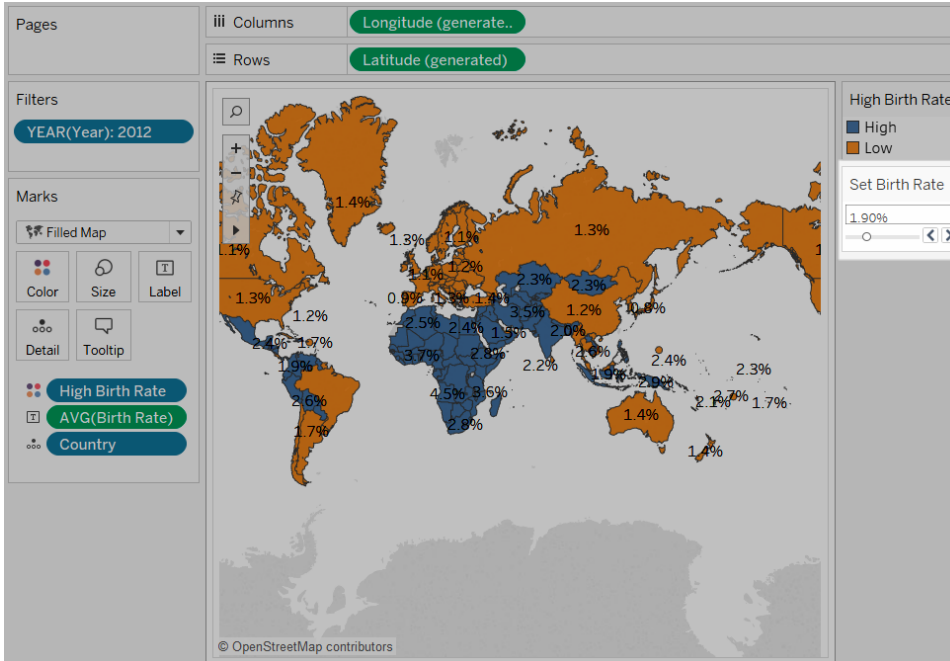 Pages
iii Columns
Longitude (generate..
Rows
Latitude (generated)
Filters
YEAR(Year): 2012
Marks
Filled Map
Color
Size
Label
Detail
Tooltip
High Birth Rate
AVG(Birth Rate)
Country
High Birth Rate
High
Low
Set Birth Rate
1.90%
1.4%
1.3%
1.1%
1.3%
1.1%
1.2%
1.1%
2.3%
2.3%
1.3%
0.9%
1.3%
1.4%
1.2%
0.8%
1.2%
3.5%
2.5%
2.4%
1.5%
2.0%
2.4%
1.7%
3.7%
2.8%
2.6%
2.4%
1.9%
2.2%
1.9%
2.9%
2.3%
2.6%
4.5%
3.6%
2.1%
2.7%
1.7%
1.7%
2.8%
1.4%
1.4%
© OpenStreetMap contributors